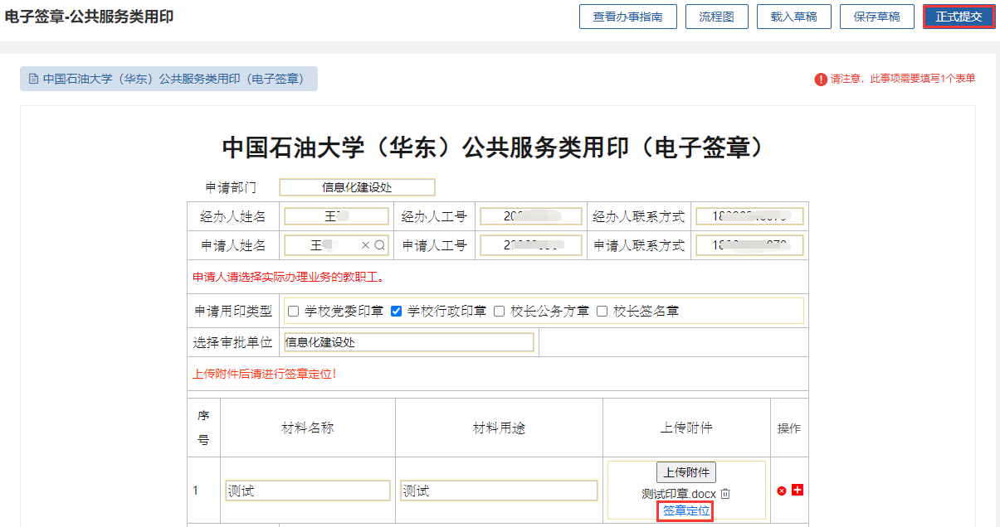 电子签章-公共服务类用印 查看办事指南 流程图 载入草稿 保存草稿 正式提交
中国石油大学（华东）公共服务类用印（电子签章） 请注意，此事项需要填写1个表单
中国石油大学（华东）公共服务类用印（电子签章）
申请部门 信息化建设处
经办人姓名 王 经办人工号 20 经办人联系方式 18
申请人姓名 王 申请人工号 申请人联系方式 18
申请人请选择实际办理业务的教职工。
申请用印类型 学校党委印章 学校行政印章 校长公务方章 校长签名章
选择审批单位 信息化建设处
上传附件后请进行签章定位！
序号 材料名称 材料用途 上传附件 操作
1 测试 测试 上传附件
测试印章.docx
签章定位